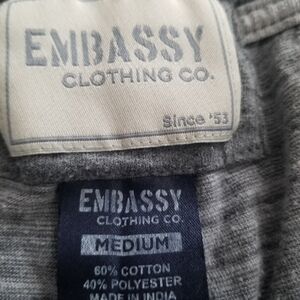 EMBASSY
CLOTHING CO.
Since '53
EMBASSY
CLOTHING CO.
MEDIUM
60% COTTON
40% POLYESTER
MADE IN INDIA